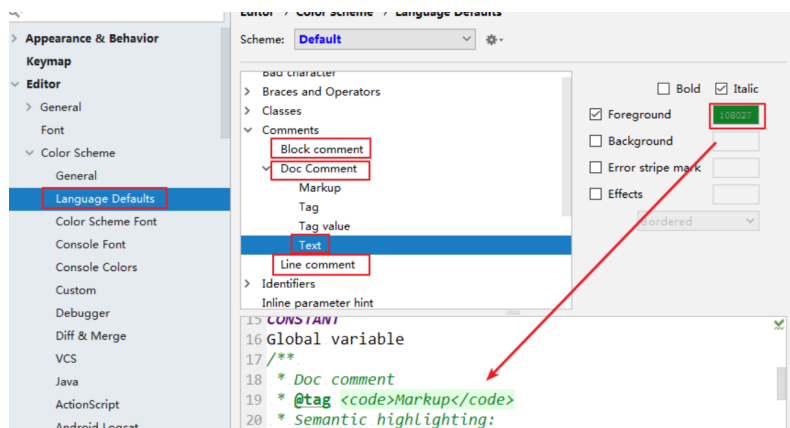 Editor › Color Scheme › Language Defaults
Appearance & Behavior
Keymap
Editor
General
Font
Color Scheme
General
Language Defaults
Color Scheme Font
Console Font
Console Colors
Custom
Debugger
Diff & Merge
VCS
Java
ActionScript
Android Logcat
Scheme: Default
Bad character
Braces and Operators
Classes
Comments
Block comment
Doc Comment
Markup
Tag
Tag value
Text
Line comment
Identifiers
Inline parameter hint
Bold Italic
Foreground 108027
Background
Error stripe mark
Effects
Bordered
15 CONSTANT
16 Global variable
17 /**
18 * Doc comment
19 * @tag <code>Markup</code>
20 * Semantic highlighting: